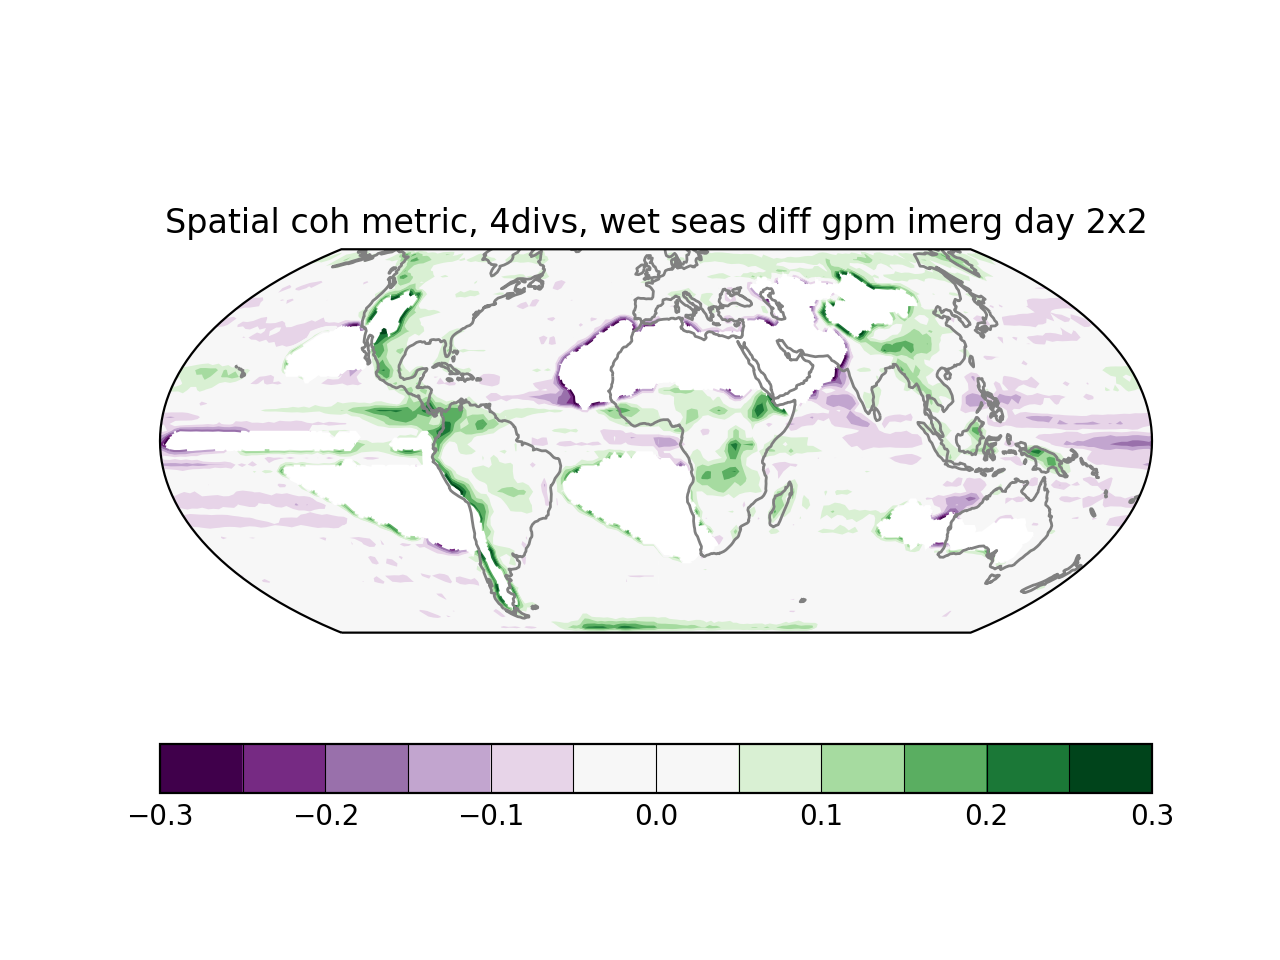 Spatial coh metric, 4divs, wet seas diff gpm imerg day 2x2
−0.3 −0.2 −0.1 0.0 0.1 0.2 0.3